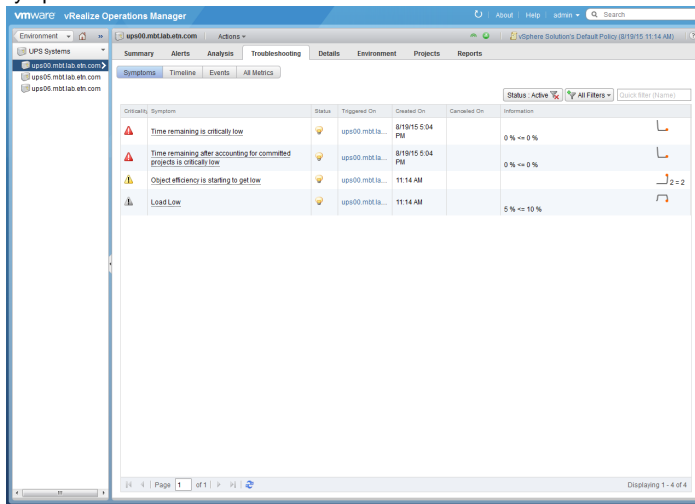 vmware vRealize Operations Manager
About Help admin Search
Environment
UPS Systems
ups00.mbt.lab.etn.com
ups05.mbt.lab.etn.com
ups06.mbt.lab.etn.com
ups00.mbt.lab.etn.com Actions
vSphere Solution's Default Policy (8/19/15 11:14 AM)
Summary Alerts Analysis Troubleshooting Details Environment Projects Reports
Symptoms Timeline Events All Metrics
Status : Active All Filters Quick filter (Name)
Criticality Symptom Status Triggered On Created On Canceled On Information
Time remaining is critically low ups00.mbt.la... 8/19/15 5:04 PM 0 % <= 0 %
Time remaining after accounting for committed projects is critically low ups00.mbt.la... 8/19/15 5:04 PM 0 % <= 0 %
Object efficiency is starting to get low ups00.mbt.la... 11:14 AM 2 = 2
Load Low ups00.mbt.la... 11:14 AM 5 % <= 10 %
Page 1 of 1
Displaying 1 - 4 of 4